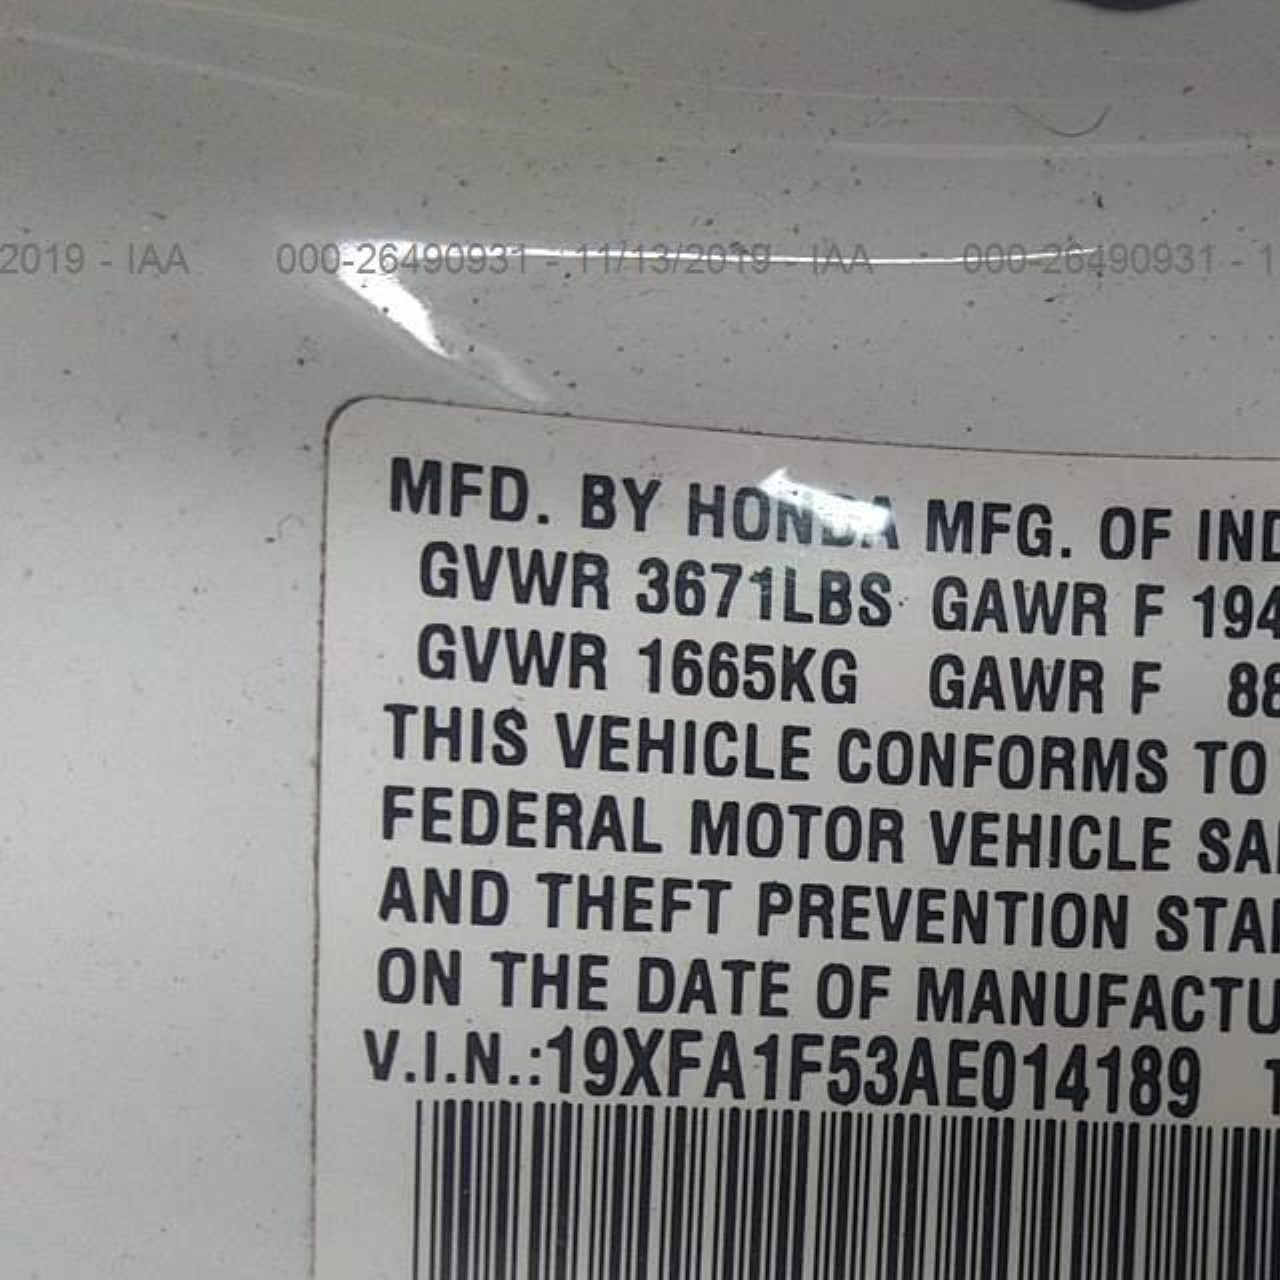 2019 - IAA 000-26490931 - 11/13/2019 - IAA 000-26490931 - 1
MFD. BY HONDA MFG. OF IND
GVWR 3671LBS GAWR F 194
GVWR 1665KG GAWR F 88
THIS VEHICLE CONFORMS TO
FEDERAL MOTOR VEHICLE SA
AND THEFT PREVENTION STA
ON THE DATE OF MANUFACTU
V.I.N.:19XFA1F53AE014189 1